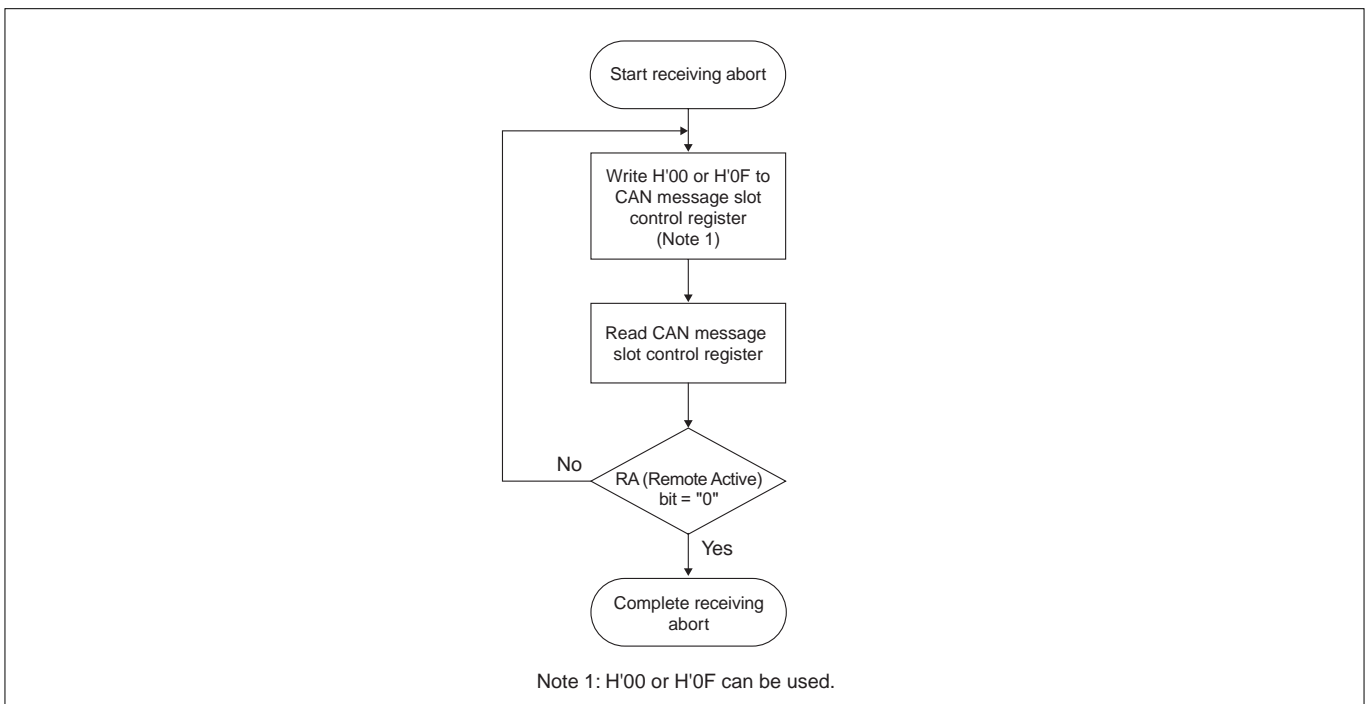 Start receiving abort
Write H'00 or H'0F to
CAN message slot
control register
(Note 1)
Read CAN message
slot control register
No
RA (Remote Active)
bit = "0"
Yes
Complete receiving
abort
Note 1: H'00 or H'0F can be used.